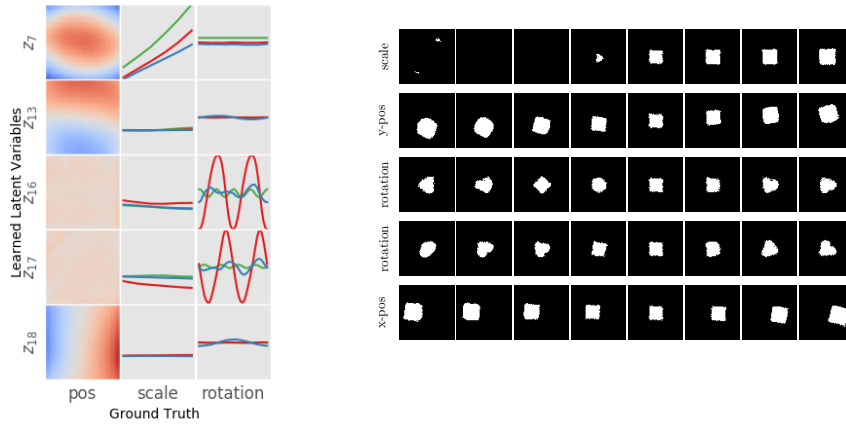 Learned Latent Variables
Z7
Z13
Z16
Z17
Z18
pos scale rotation
Ground Truth
scale
y-pos
rotation
rotation
x-pos